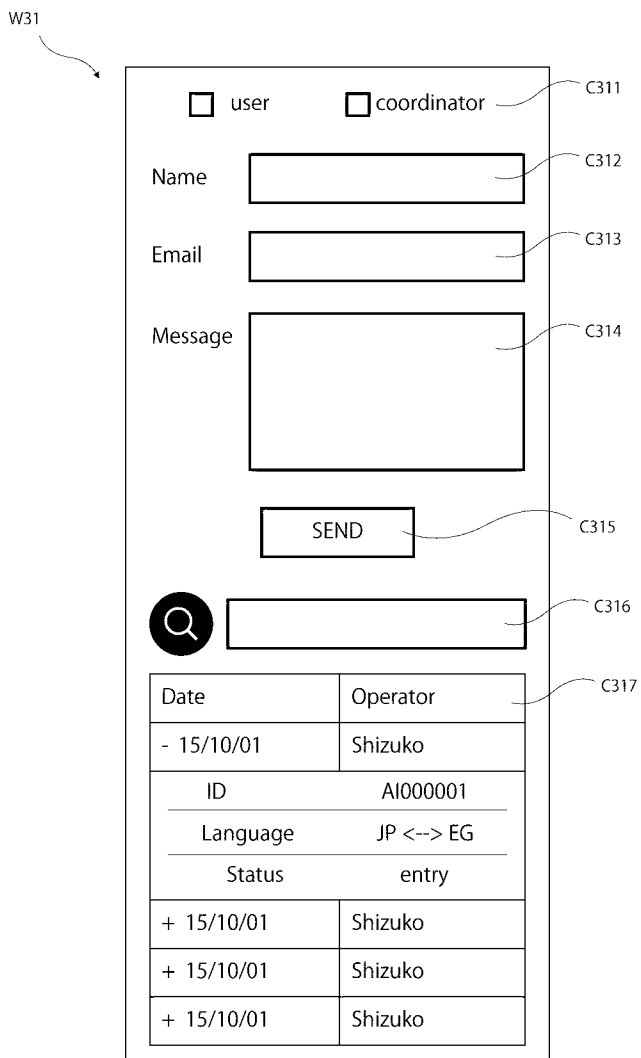 W31
user coordinator C311
Name C312
Email C313
Message C314
SEND C315
C316
Date Operator C317
- 15/10/01 Shizuko
ID AI000001
Language JP <--> EG
Status entry
+ 15/10/01 Shizuko
+ 15/10/01 Shizuko
+ 15/10/01 Shizuko